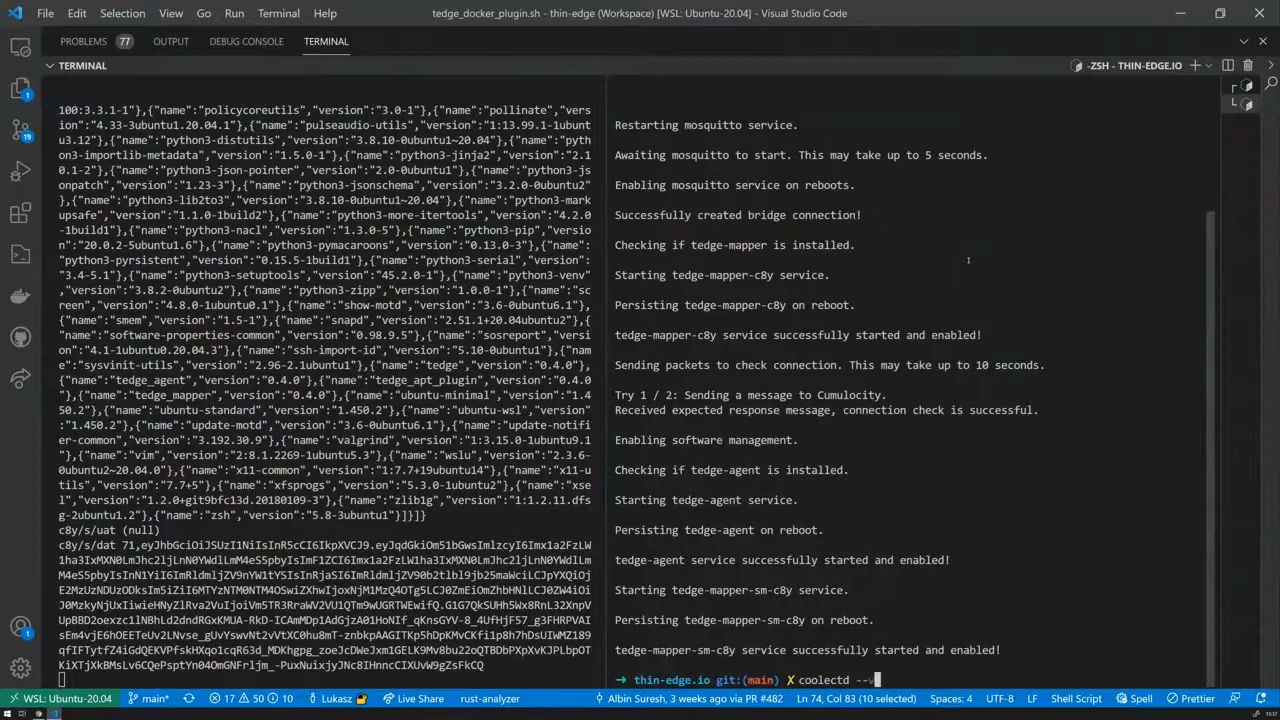 File Edit Selection View Go Run Terminal Help
tedge_docker_plugin.sh - thin-edge (Workspace) [WSL: Ubuntu-20.04] - Visual Studio Code
PROBLEMS 77 OUTPUT DEBUG CONSOLE TERMINAL
TERMINAL
-ZSH - THIN-EDGE.IO
100:3.3.1-1"},{"name":"policycoreutils","version":"3.0-1"},{"name":"pollinate","ver
sion":"4.33-3ubuntu1.20.04.1"},{"name":"pulseaudio-utils","version":"1:13.99.1-1ubunt
u3.12"},{"name":"python3-distutils","version":"3.8.10-0ubuntu1~20.04"},{"name":"pyth
on3-importlib-metadata","version":"1.5.0-1"},{"name":"python3-jinja2","version":"2.1
0.1-2"},{"name":"python3-json-pointer","version":"2.0-0ubuntu1"},{"name":"python3-js
onpatch","version":"1.23-3"},{"name":"python3-jsonschema","version":"3.2.0-0ubuntu2"
},{"name":"python3-lib2to3","version":"3.8.10-0ubuntu1~20.04"},{"name":"python3-mark
upsafe","version":"1.1.0-1build2"},{"name":"python3-more-itertools","version":"4.2.0
-1build1"},{"name":"python3-nacl","version":"1.3.0-5"},{"name":"python3-pip","versio
n":"20.0.2-5ubuntu1.6"},{"name":"python3-pymacaroons","version":"0.13.0-3"},{"name":
"python3-pyrsistent","version":"0.15.5-1build1"},{"name":"python3-serial","version":
"3.4-5.1"},{"name":"python3-setuptools","version":"45.2.0-1"},{"name":"python3-venv"
,"version":"3.8.2-0ubuntu2"},{"name":"python3-zipp","version":"1.0.0-1"},{"name":"sc
reen","version":"4.8.0-1ubuntu0.1"},{"name":"show-motd","version":"3.6-0ubuntu6.1"},
{"name":"smem","version":"1.5-1"},{"name":"snapd","version":"2.51.1+20.04ubuntu2"},{
"name":"software-properties-common","version":"0.98.9.5"},{"name":"sosreport","versi
on":"4.1-1ubuntu0.20.04.3"},{"name":"ssh-import-id","version":"5.10-0ubuntu1"},{"na
me":"sysvinit-utils","version":"2.96-2.1ubuntu1"},{"name":"tedge","version":"0.4.0"
},{"name":"tedge_agent","version":"0.4.0"},{"name":"tedge_apt_plugin","version":"0.4.0
"},{"name":"tedge_mapper","version":"0.4.0"},{"name":"ubuntu-minimal","version":"1.4
50.2"},{"name":"ubuntu-standard","version":"1.450.2"},{"name":"ubuntu-wsl","version"
:"1.450.2"},{"name":"update-motd","version":"3.6-0ubuntu6.1"},{"name":"update-notifi
er-common","version":"3.192.30.9"},{"name":"valgrind","version":"1:3.15.0-1ubuntu9.1
"},{"name":"vim","version":"2:8.1.2269-1ubuntu5.3"},{"name":"wslu","version":"2.3.6-
0ubuntu2~20.04.0"},{"name":"x11-common","version":"1:7.7+19ubuntu14"},{"name":"x11-u
tils","version":"7.7+5"},{"name":"xfsprogs","version":"5.3.0-1ubuntu2"},{"name":"xse
l","version":"1.2.0+git9bfc13d.20180109-3"},{"name":"zlib1g","version":"1:1.2.11.dfs
g-2ubuntu1.2"},{"name":"zsh","version":"5.8-3ubuntu1"}]}]}
c8y/s/uat (null)
Restarting mosquitto service.
Awaiting mosquitto to start. This may take up to 5 seconds.
Enabling mosquitto service on reboots.
Successfully created bridge connection!
Checking if tedge-mapper is installed.
Starting tedge-mapper-c8y service.
Persisting tedge-mapper-c8y on reboot.
tedge-mapper-c8y service successfully started and enabled!
Sending packets to check connection. This may take up to 10 seconds.
Try 1 / 2: Sending a message to Cumulocity.
Received expected response message, connection check is successful.
Enabling software management.
Checking if tedge-agent is installed.
Starting tedge-agent service.
Persisting tedge-agent on reboot.
tedge-agent service successfully started and enabled!
Starting tedge-mapper-sm-c8y service.
Persisting tedge-mapper-sm-c8y on reboot.
tedge-mapper-sm-c8y service successfully started and enabled!
→ thin-edge.io git:(main) ✗ coolectd --v
WSL: Ubuntu-20.04 main* 17 50 10 Lukasz Live Share rust-analyzer Albin Suresh, 3 weeks ago via PR #482 Ln 74, Col 83 (10 selected) Spaces: 4 UTF-8 LF Shell Script Spell Prettier